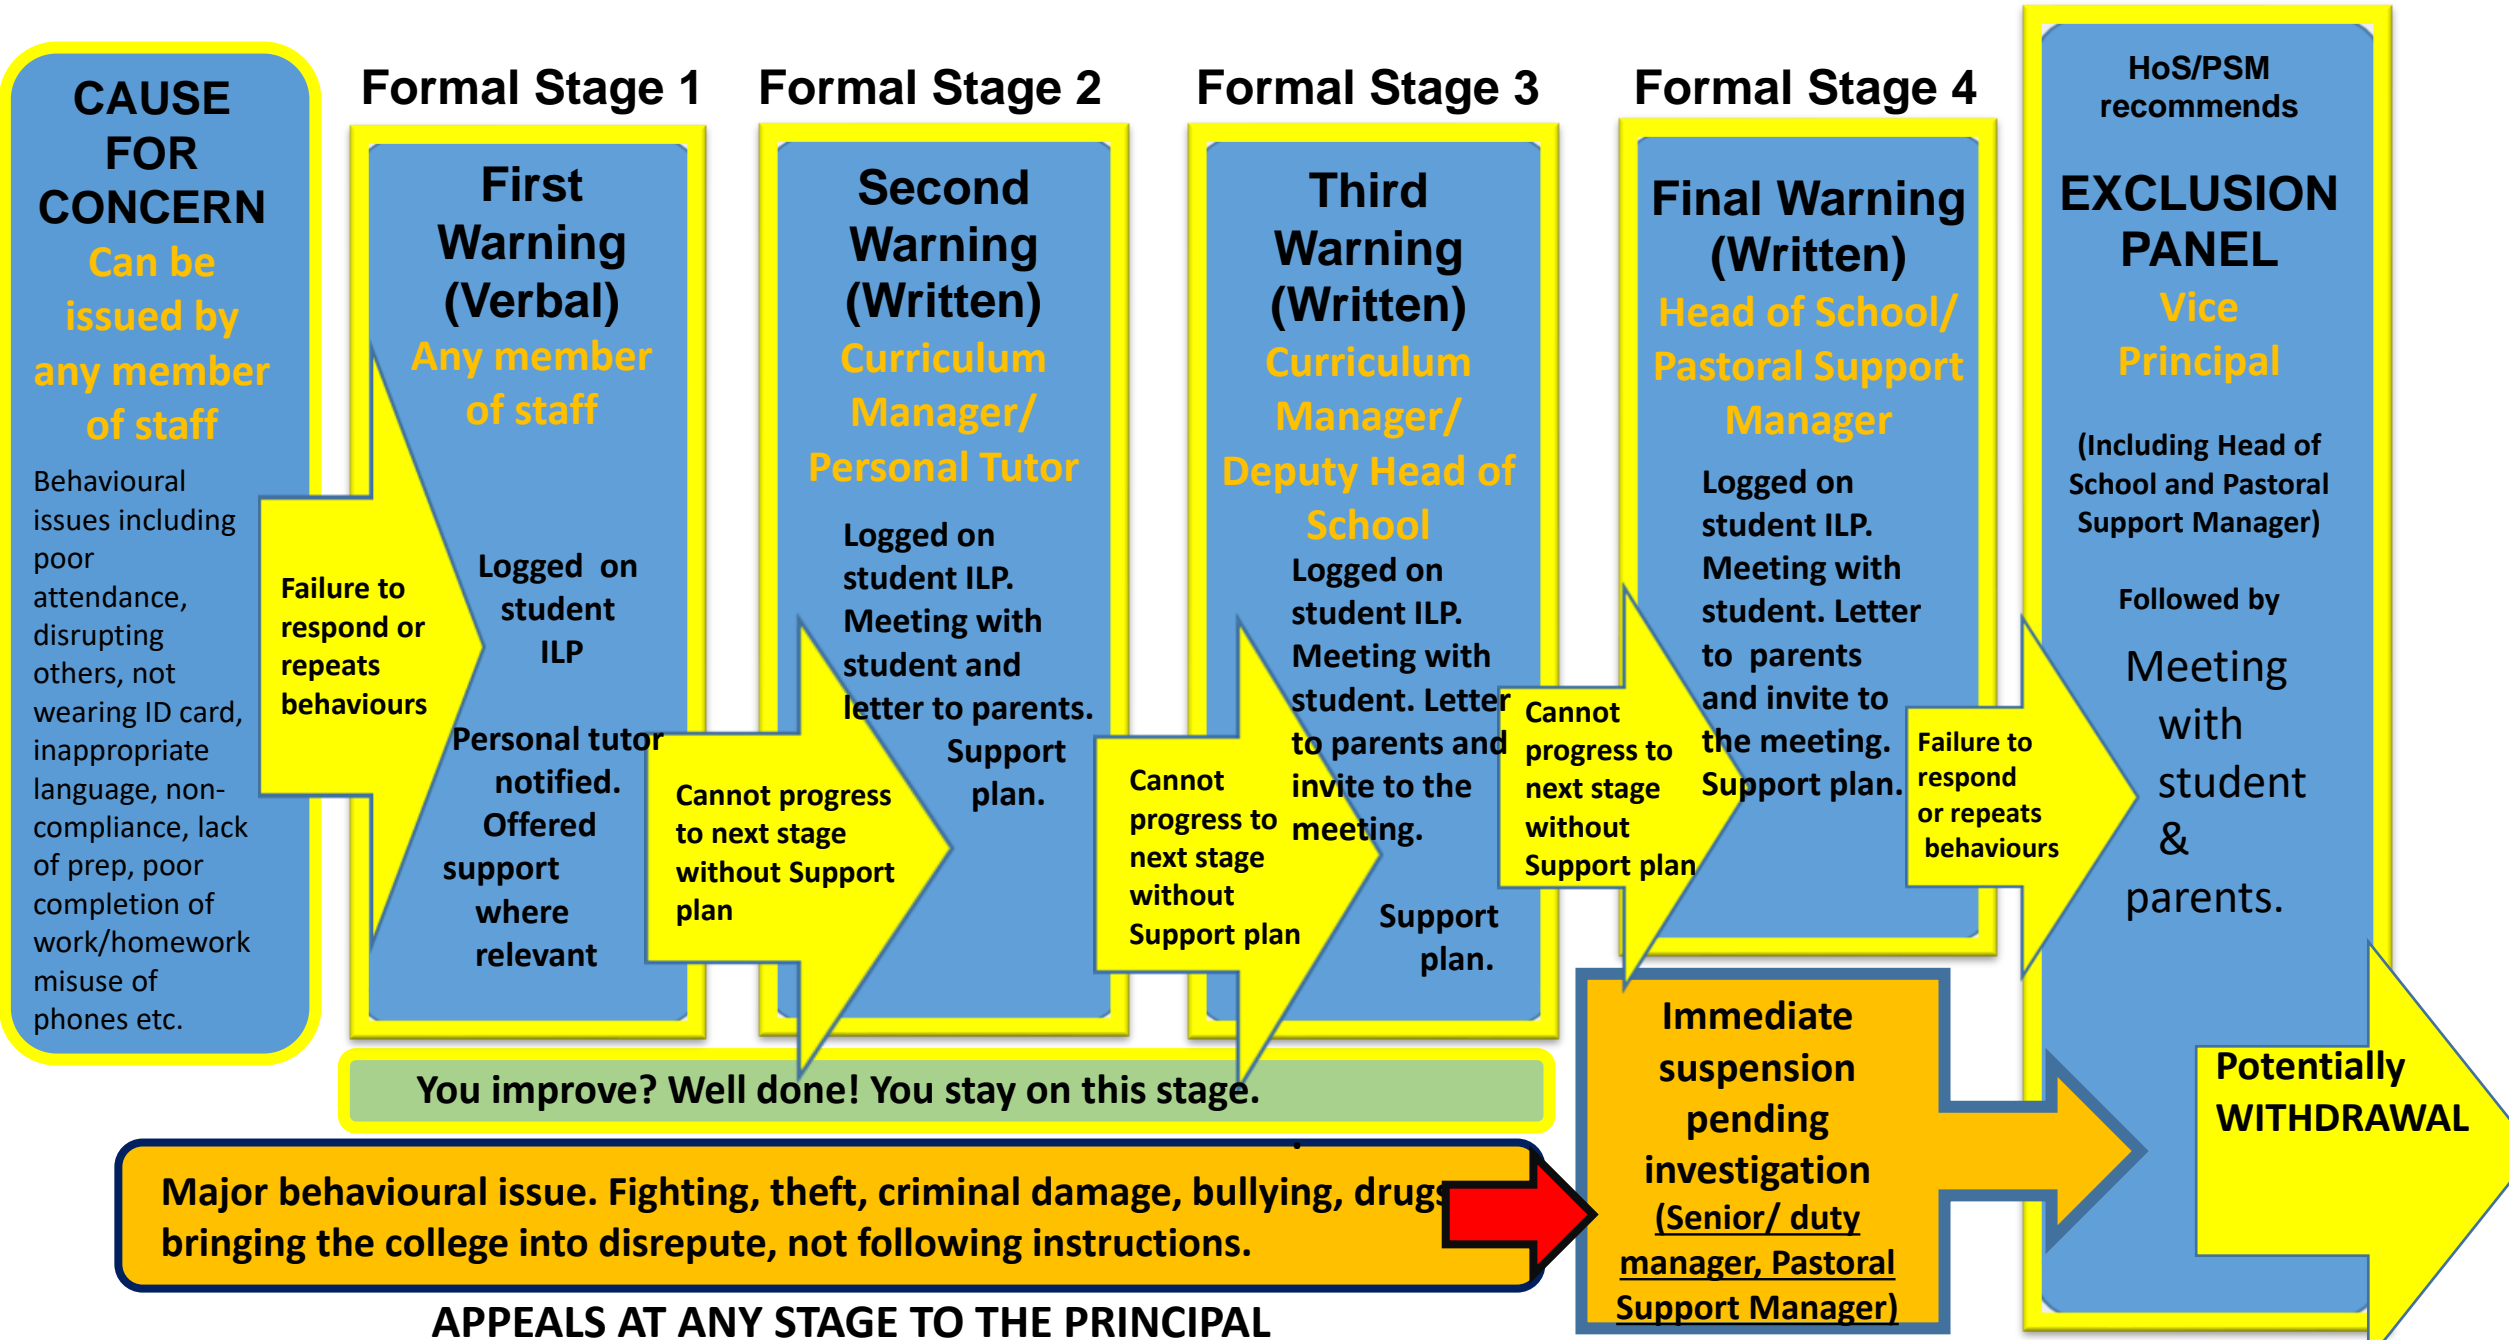 CAUSE
FOR
CONCERN
Can be
issued by
any member
of staff
Behavioural
issues including
poor
attendance,
disrupting
others, not
wearing ID card,
inappropriate
language, non-
compliance, lack
of prep, poor
completion of
work/homework
misuse of
phones etc.
Failure to
respond or
repeats
behaviours
Formal Stage 1
First
Warning
(Verbal)
Any member
of staff
Logged on
student
ILP
Personal tutor
notified.
Offered
support
where
relevant
Cannot progress
to next stage
without Support
plan
Formal Stage 2
Second
Warning
(Written)
Curriculum
Manager/
Personal Tutor
Logged on
student ILP.
Meeting with
student and
letter to parents.
Support
plan.
Cannot
progress to
next stage
without
Support plan
Formal Stage 3
Third
Warning
(Written)
Curriculum
Manager/
Deputy Head of
School
Logged on
student ILP.
Meeting with
student. Letter
to parents and
invite to the
meeting.
Support
plan.
Cannot
progress to
next stage
without
Support plan
Formal Stage 4
Final Warning
(Written)
Head of School/
Pastoral Support
Manager
Logged on
student ILP.
Meeting with
student. Letter
to parents
and invite to
the meeting.
Support plan.
Failure to
respond
or repeats
behaviours
HoS/PSM
recommends
EXCLUSION
PANEL
Vice
Principal
(Including Head of
School and Pastoral
Support Manager)
Followed by
Meeting
with
student
&
parents.
Potentially
WITHDRAWAL
You improve? Well done! You stay on this stage.
.
Major behavioural issue. Fighting, theft, criminal damage, bullying, drugs
bringing the college into disrepute, not following instructions.
Immediate
suspension
pending
investigation
(Senior/ duty
manager, Pastoral
Support Manager)
APPEALS AT ANY STAGE TO THE PRINCIPAL